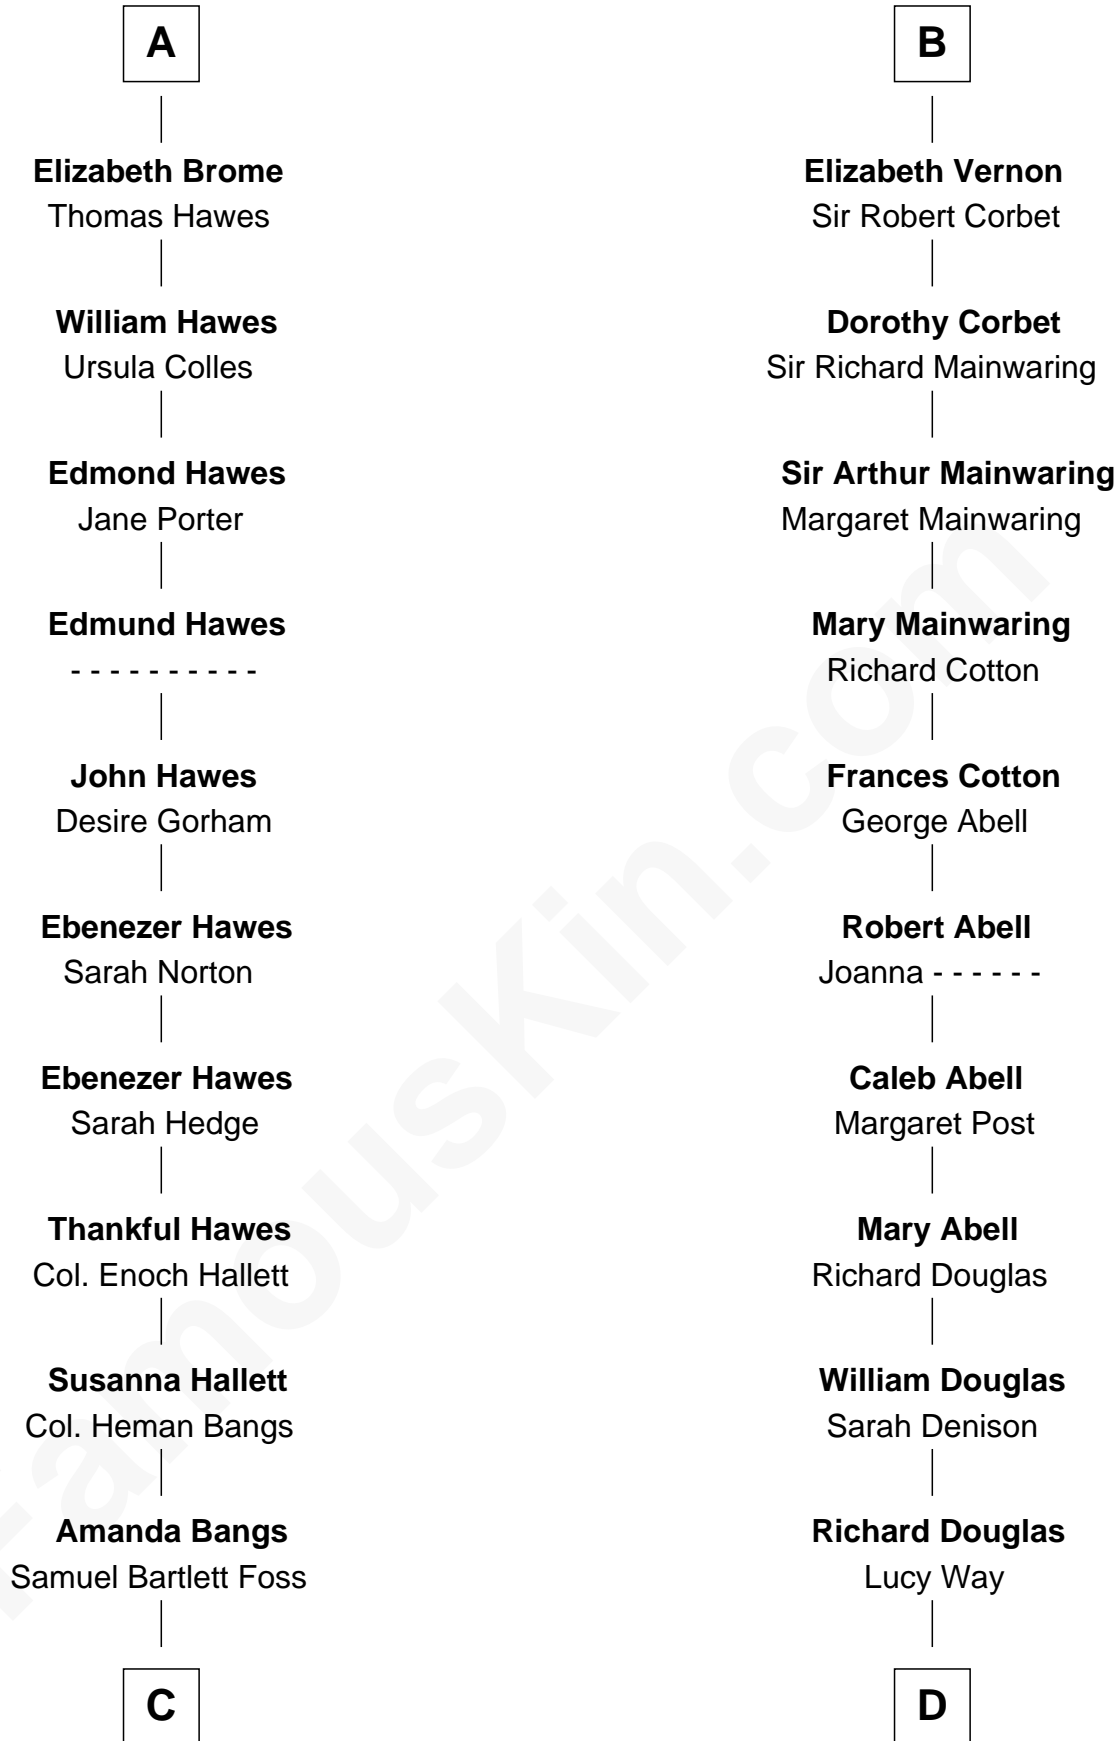 A
Elizabeth Brome
Thomas Hawes
William Hawes
Ursula Colles
Edmond Hawes
Jane Porter
Edmund Hawes
- - - - - - - - - -
John Hawes
Desire Gorham
Ebenezer Hawes
Sarah Norton
Ebenezer Hawes
Sarah Hedge
Thankful Hawes
Col. Enoch Hallett
Susanna Hallett
Col. Heman Bangs
Amanda Bangs
Samuel Bartlett Foss
C
B
Elizabeth Vernon
Sir Robert Corbet
Dorothy Corbet
Sir Richard Mainwaring
Sir Arthur Mainwaring
Margaret Mainwaring
Mary Mainwaring
Richard Cotton
Frances Cotton
George Abell
Robert Abell
Joanna - - - - - -
Caleb Abell
Margaret Post
Mary Abell
Richard Douglas
William Douglas
Sarah Denison
Richard Douglas
Lucy Way
D
FamousKin.com